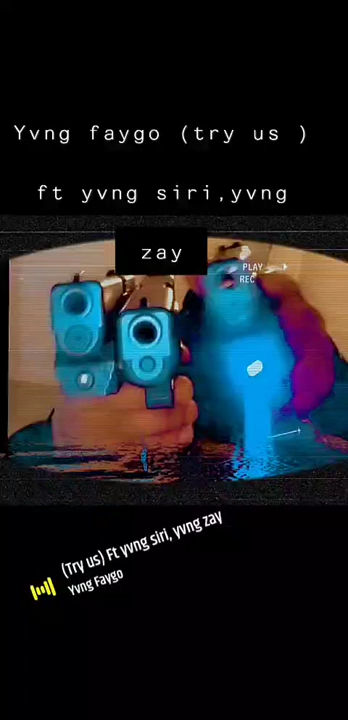 Yvng faygo (try us )
ft yvng siri,yvng
zay
PLAY
REC
(Try us) Ft yvng siri, yvng zay
Yvng Faygo